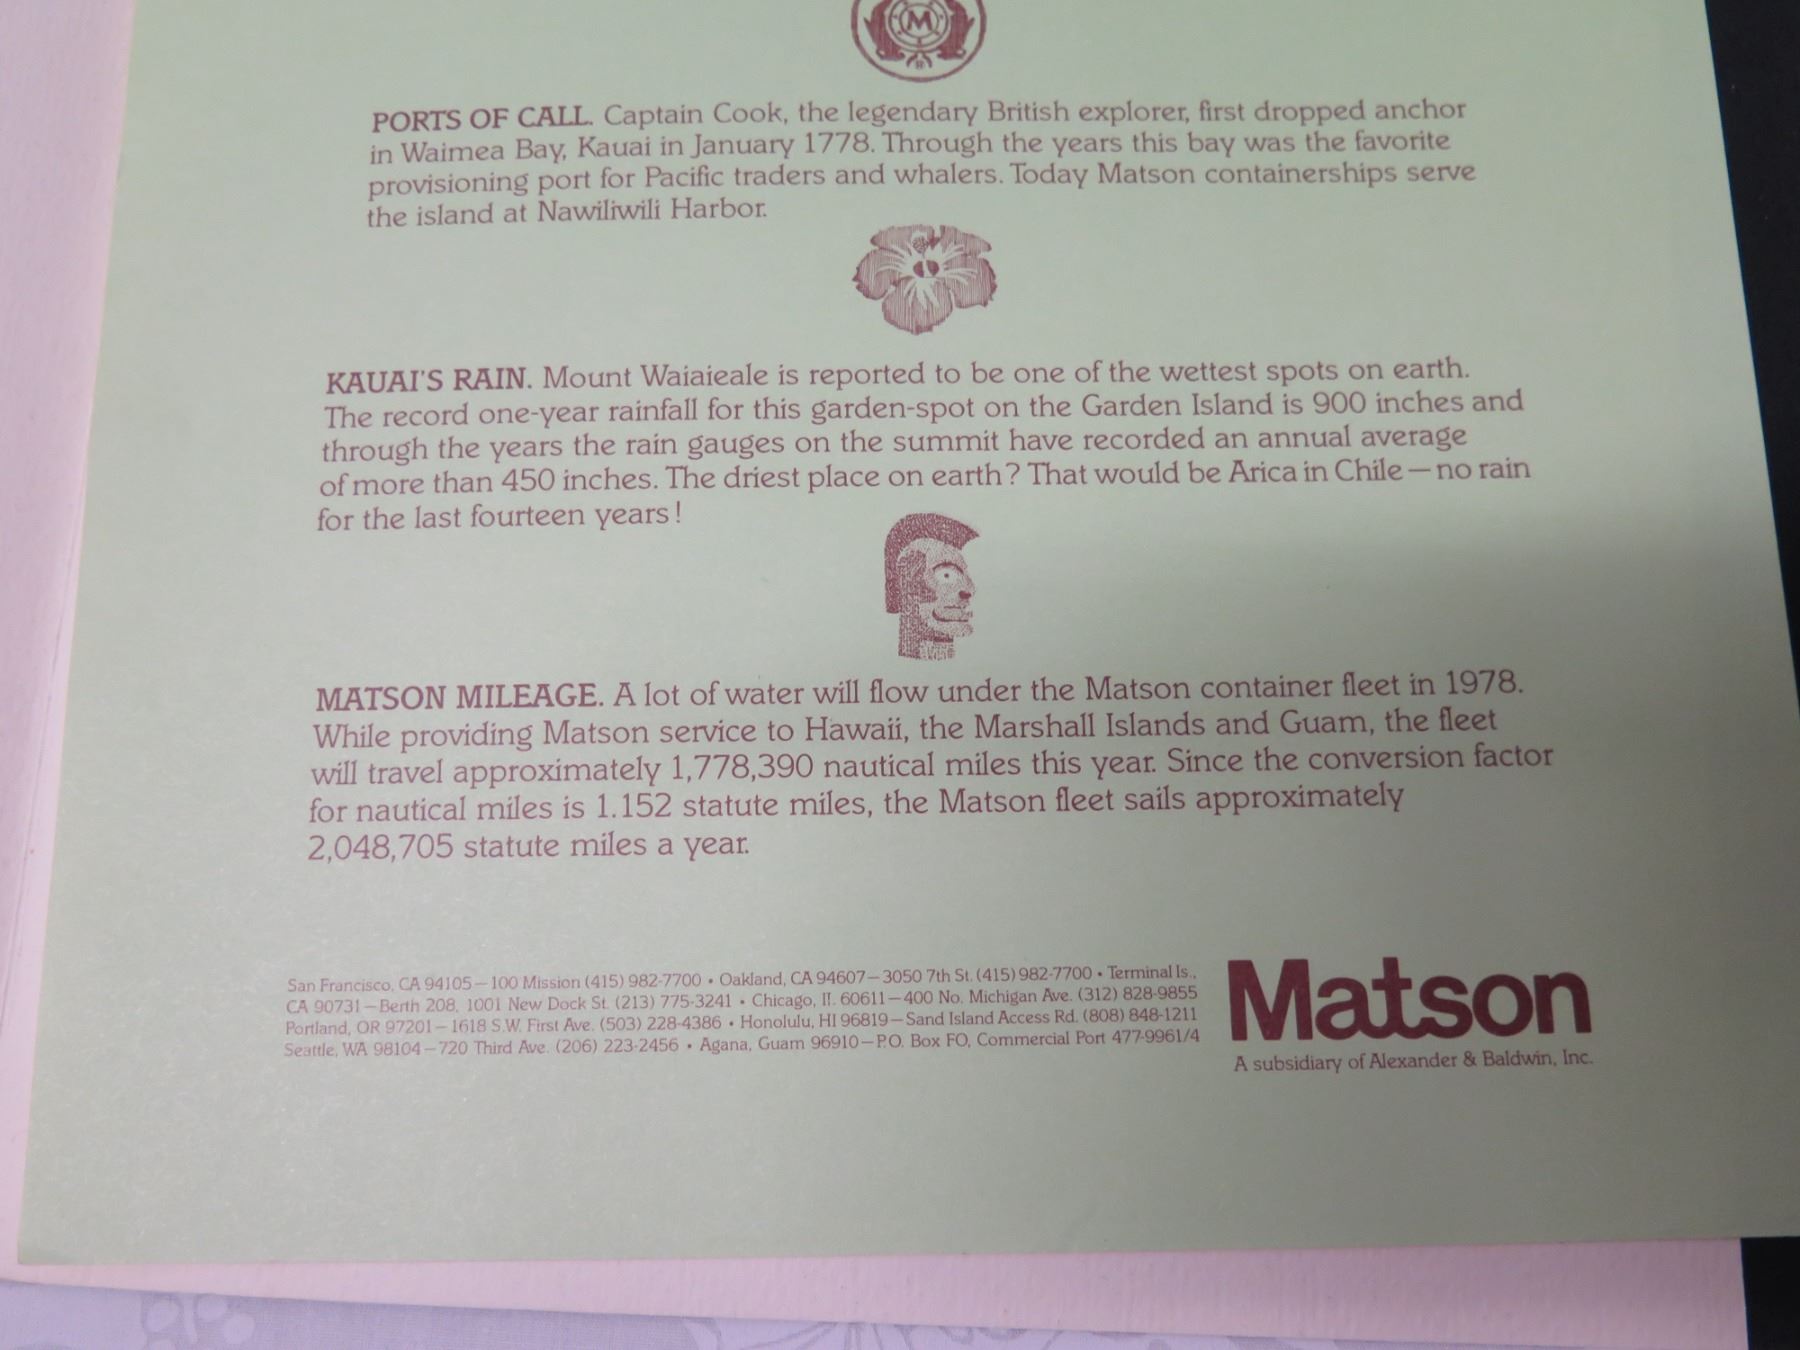 M
PORTS OF CALL. Captain Cook, the legendary British explorer, first dropped anchor
in Waimea Bay, Kauai in January 1778. Through the years this bay was the favorite
provisioning port for Pacific traders and whalers. Today Matson containerships serve
the island at Nawiliwili Harbor.
KAUAI'S RAIN. Mount Waiaieale is reported to be one of the wettest spots on earth.
The record one-year rainfall for this garden-spot on the Garden Island is 900 inches and
through the years the rain gauges on the summit have recorded an annual average
of more than 450 inches. The driest place on earth? That would be Arica in Chile—no rain
for the last fourteen years!
MATSON MILEAGE. A lot of water will flow under the Matson container fleet in 1978.
While providing Matson service to Hawaii, the Marshall Islands and Guam, the fleet
will travel approximately 1,778,390 nautical miles this year. Since the conversion factor
for nautical miles is 1.152 statute miles, the Matson fleet sails approximately
2,048,705 statute miles a year.
San Francisco, CA 94105—100 Mission (415) 982-7700 • Oakland, CA 94607—3050 7th St. (415) 982-7700 • Terminal Is.,
CA 90731—Berth 208, 1001 New Dock St. (213) 775-3241 • Chicago, Il. 60611—400 No. Michigan Ave. (312) 828-9855
Portland, OR 97201—1618 S.W. First Ave. (503) 228-4386 • Honolulu, HI 96819—Sand Island Access Rd. (808) 848-1211
Seattle, WA 98104—720 Third Ave. (206) 223-2456 • Agana, Guam 96910—P.O. Box FO, Commercial Port 477-9961/4
Matson
A subsidiary of Alexander & Baldwin, Inc.